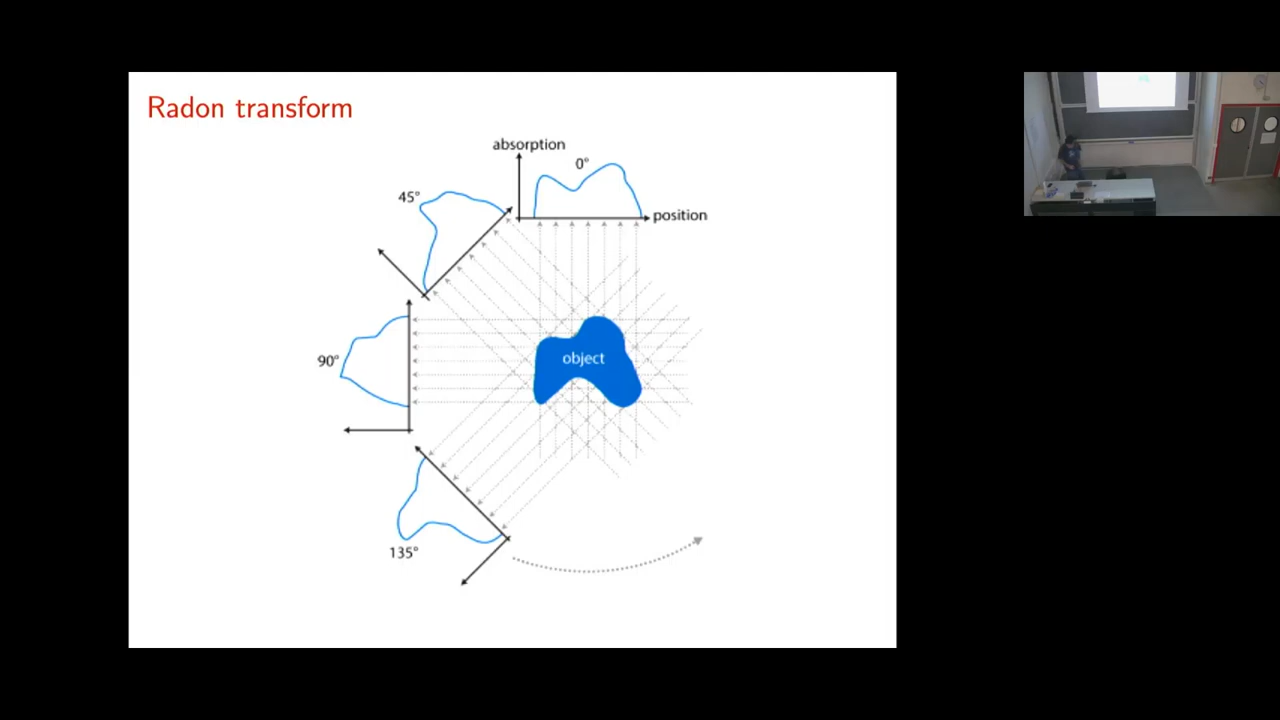 Radon transform
absorption
0°
45°
position
90°
object
135°